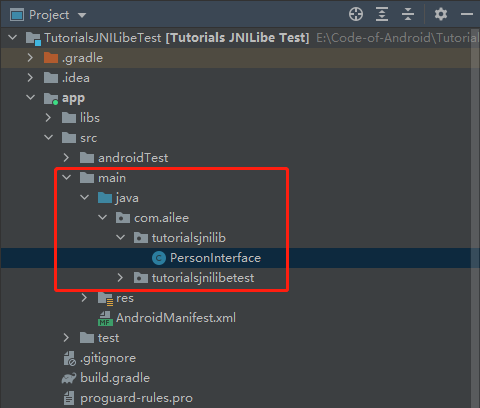 Project
TutorialsJNILibeTest [Tutorials JNILibe Test] E:\Code-of-Android\Tutorial
.gradle
.idea
app
libs
src
androidTest
main
java
com.ailee
tutorialsjnilib
C PersonInterface
tutorialsjnilibetest
res
MF AndroidManifest.xml
test
.gitignore
build.gradle
proguard-rules.pro